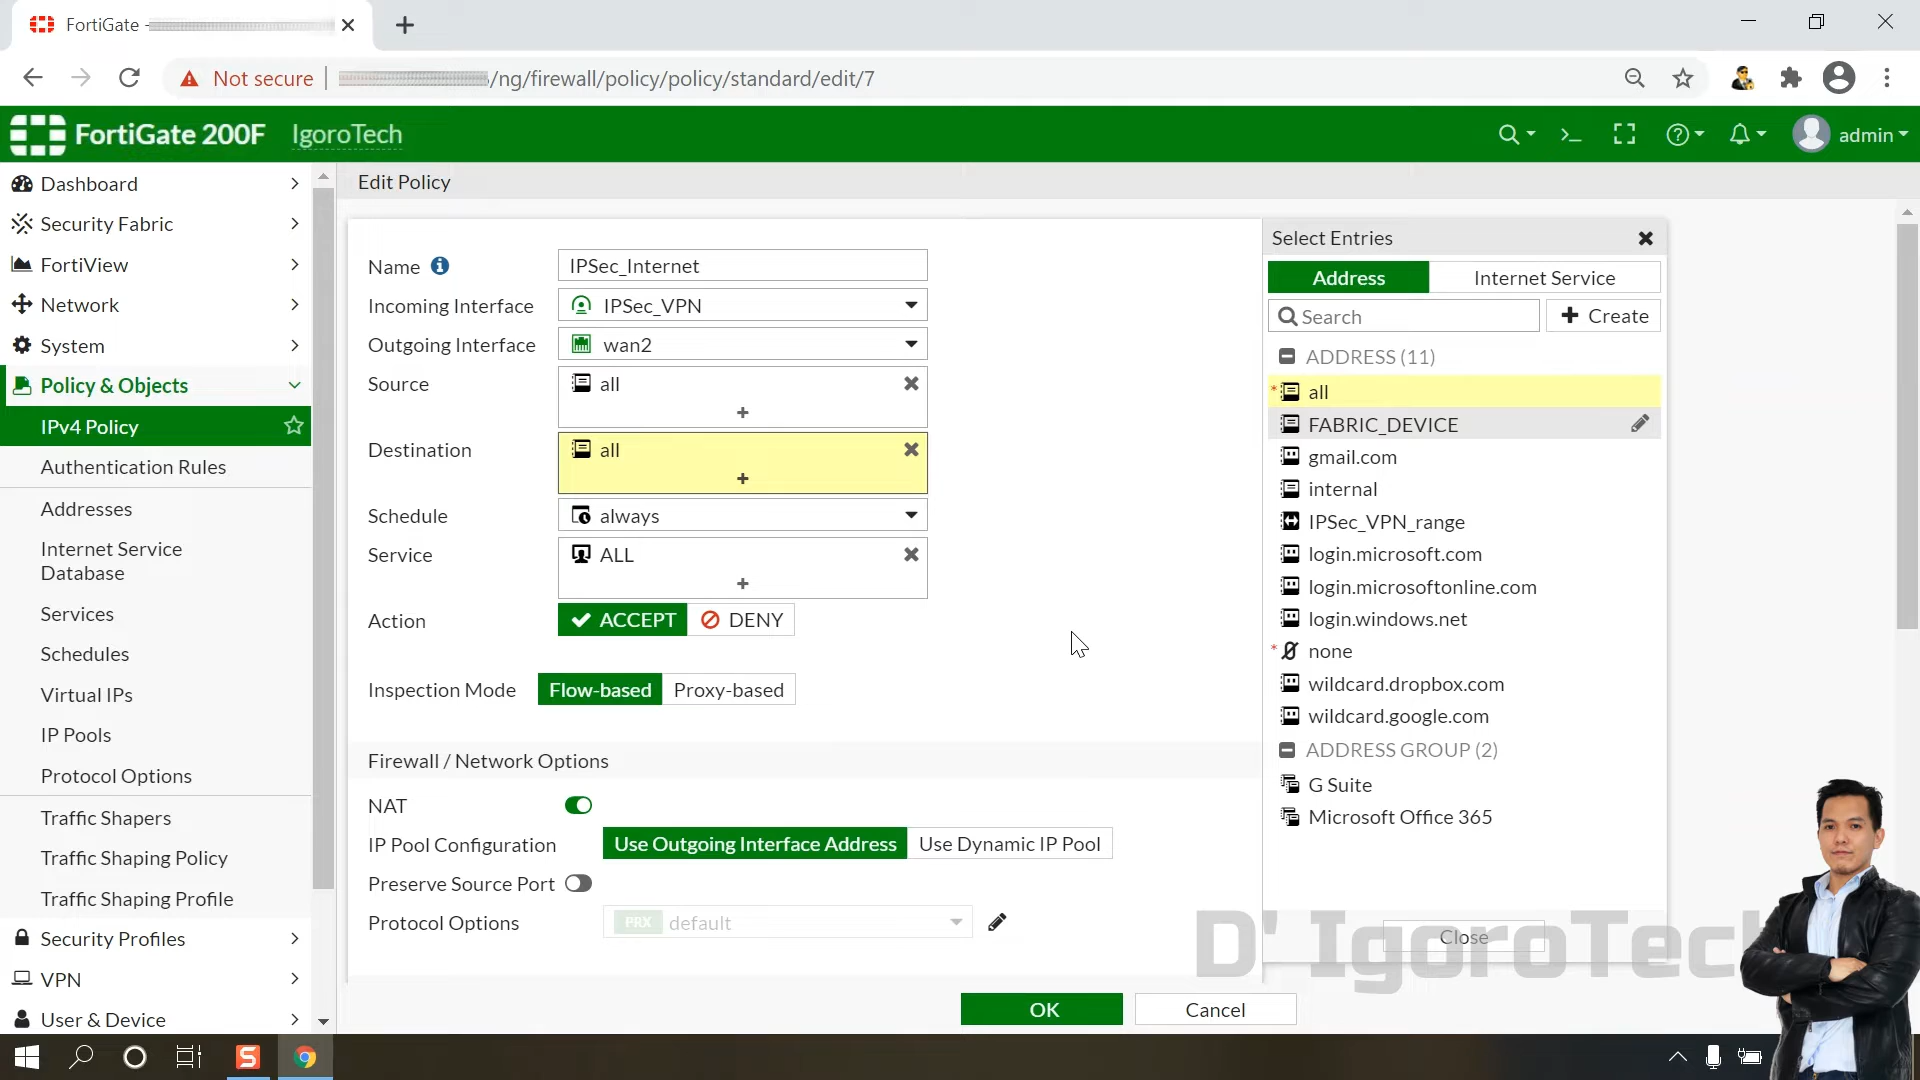 FortiGate -
Not secure
/ng/firewall/policy/policy/standard/edit/7
FortiGate 200F IgoroTech
admin
Dashboard
Security Fabric
FortiView
Network
System
Policy & Objects
IPv4 Policy
Authentication Rules
Addresses
Internet Service
Database
Services
Schedules
Virtual IPs
IP Pools
Protocol Options
Traffic Shapers
Traffic Shaping Policy
Traffic Shaping Profile
Security Profiles
VPN
User & Device
Edit Policy
Name IPSec_Internet
Incoming Interface IPSec_VPN
Outgoing Interface wan2
Source all
Destination all
Schedule always
Service ALL
Action ACCEPT DENY
Inspection Mode Flow-based Proxy-based
Firewall / Network Options
NAT
IP Pool Configuration Use Outgoing Interface Address Use Dynamic IP Pool
Preserve Source Port
Protocol Options PRX default
OK Cancel
Select Entries
Address Internet Service
Search + Create
ADDRESS (11)
all
FABRIC_DEVICE
gmail.com
internal
IPSec_VPN_range
login.microsoft.com
login.microsoftonline.com
login.windows.net
none
wildcard.dropbox.com
wildcard.google.com
ADDRESS GROUP (2)
G Suite
Microsoft Office 365
Close
D' IgoroTech